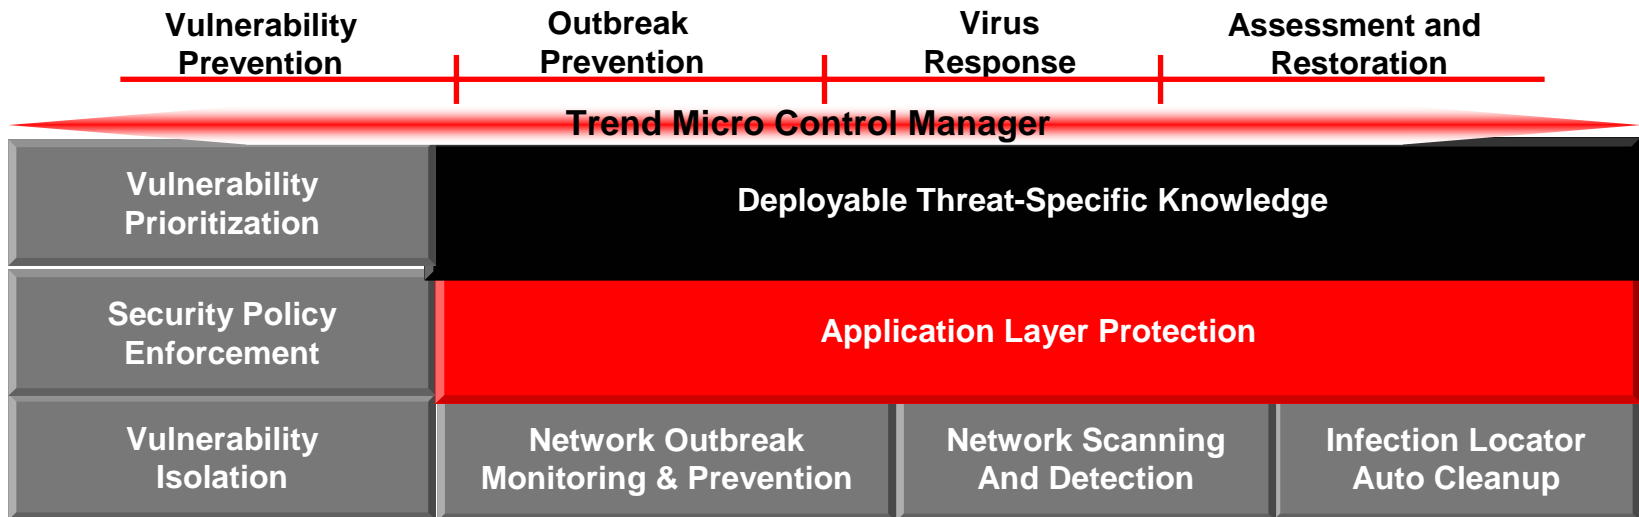 Vulnerability
Prevention
Outbreak
Prevention
Virus
Response
Assessment and
Restoration
Trend Micro Control Manager
Vulnerability
Prioritization
Deployable Threat-Specific Knowledge
Security Policy
Enforcement
Application Layer Protection
Vulnerability
Isolation
Network Outbreak
Monitoring & Prevention
Network Scanning
And Detection
Infection Locator
Auto Cleanup